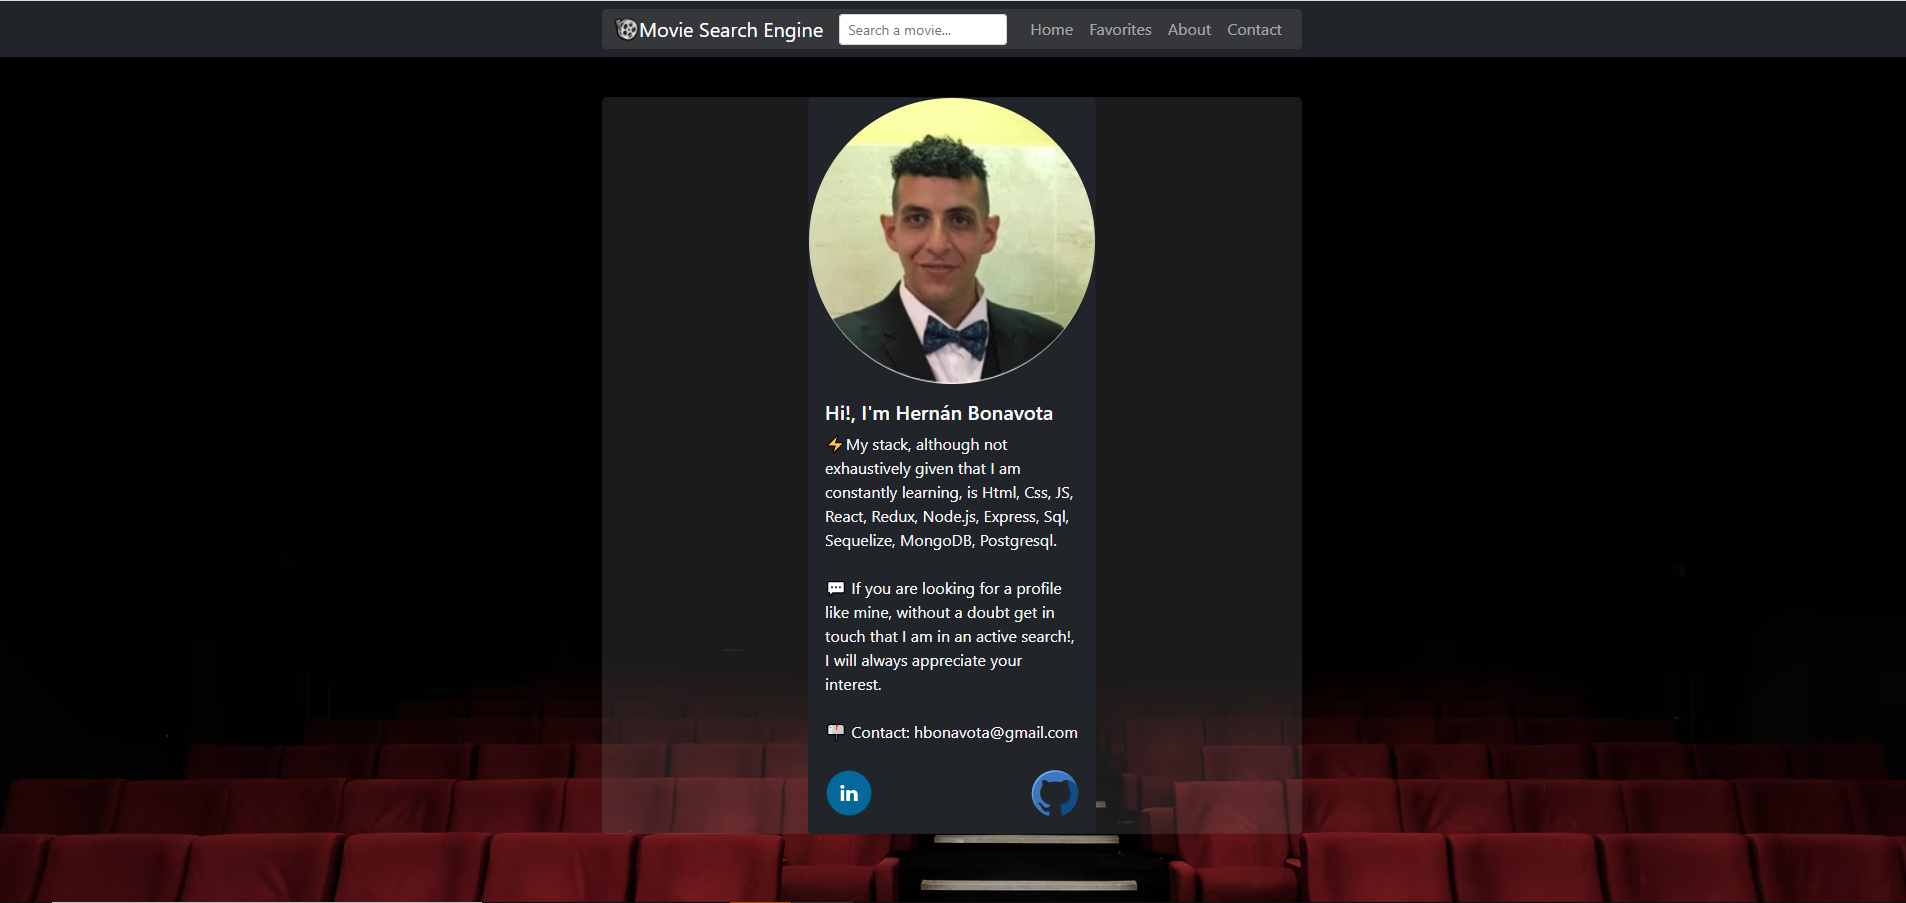 Movie Search Engine Search a movie... Home Favorites About Contact
Hi!, I'm Hernán Bonavota
⚡My stack, although not
exhaustively given that I am
constantly learning, is Html, Css, JS,
React, Redux, Node.js, Express, Sql,
Sequelize, MongoDB, Postgresql.
💬 If you are looking for a profile
like mine, without a doubt get in
touch that I am in an active search!,
I will always appreciate your
interest.
📬 Contact: hbonavota@gmail.com
in